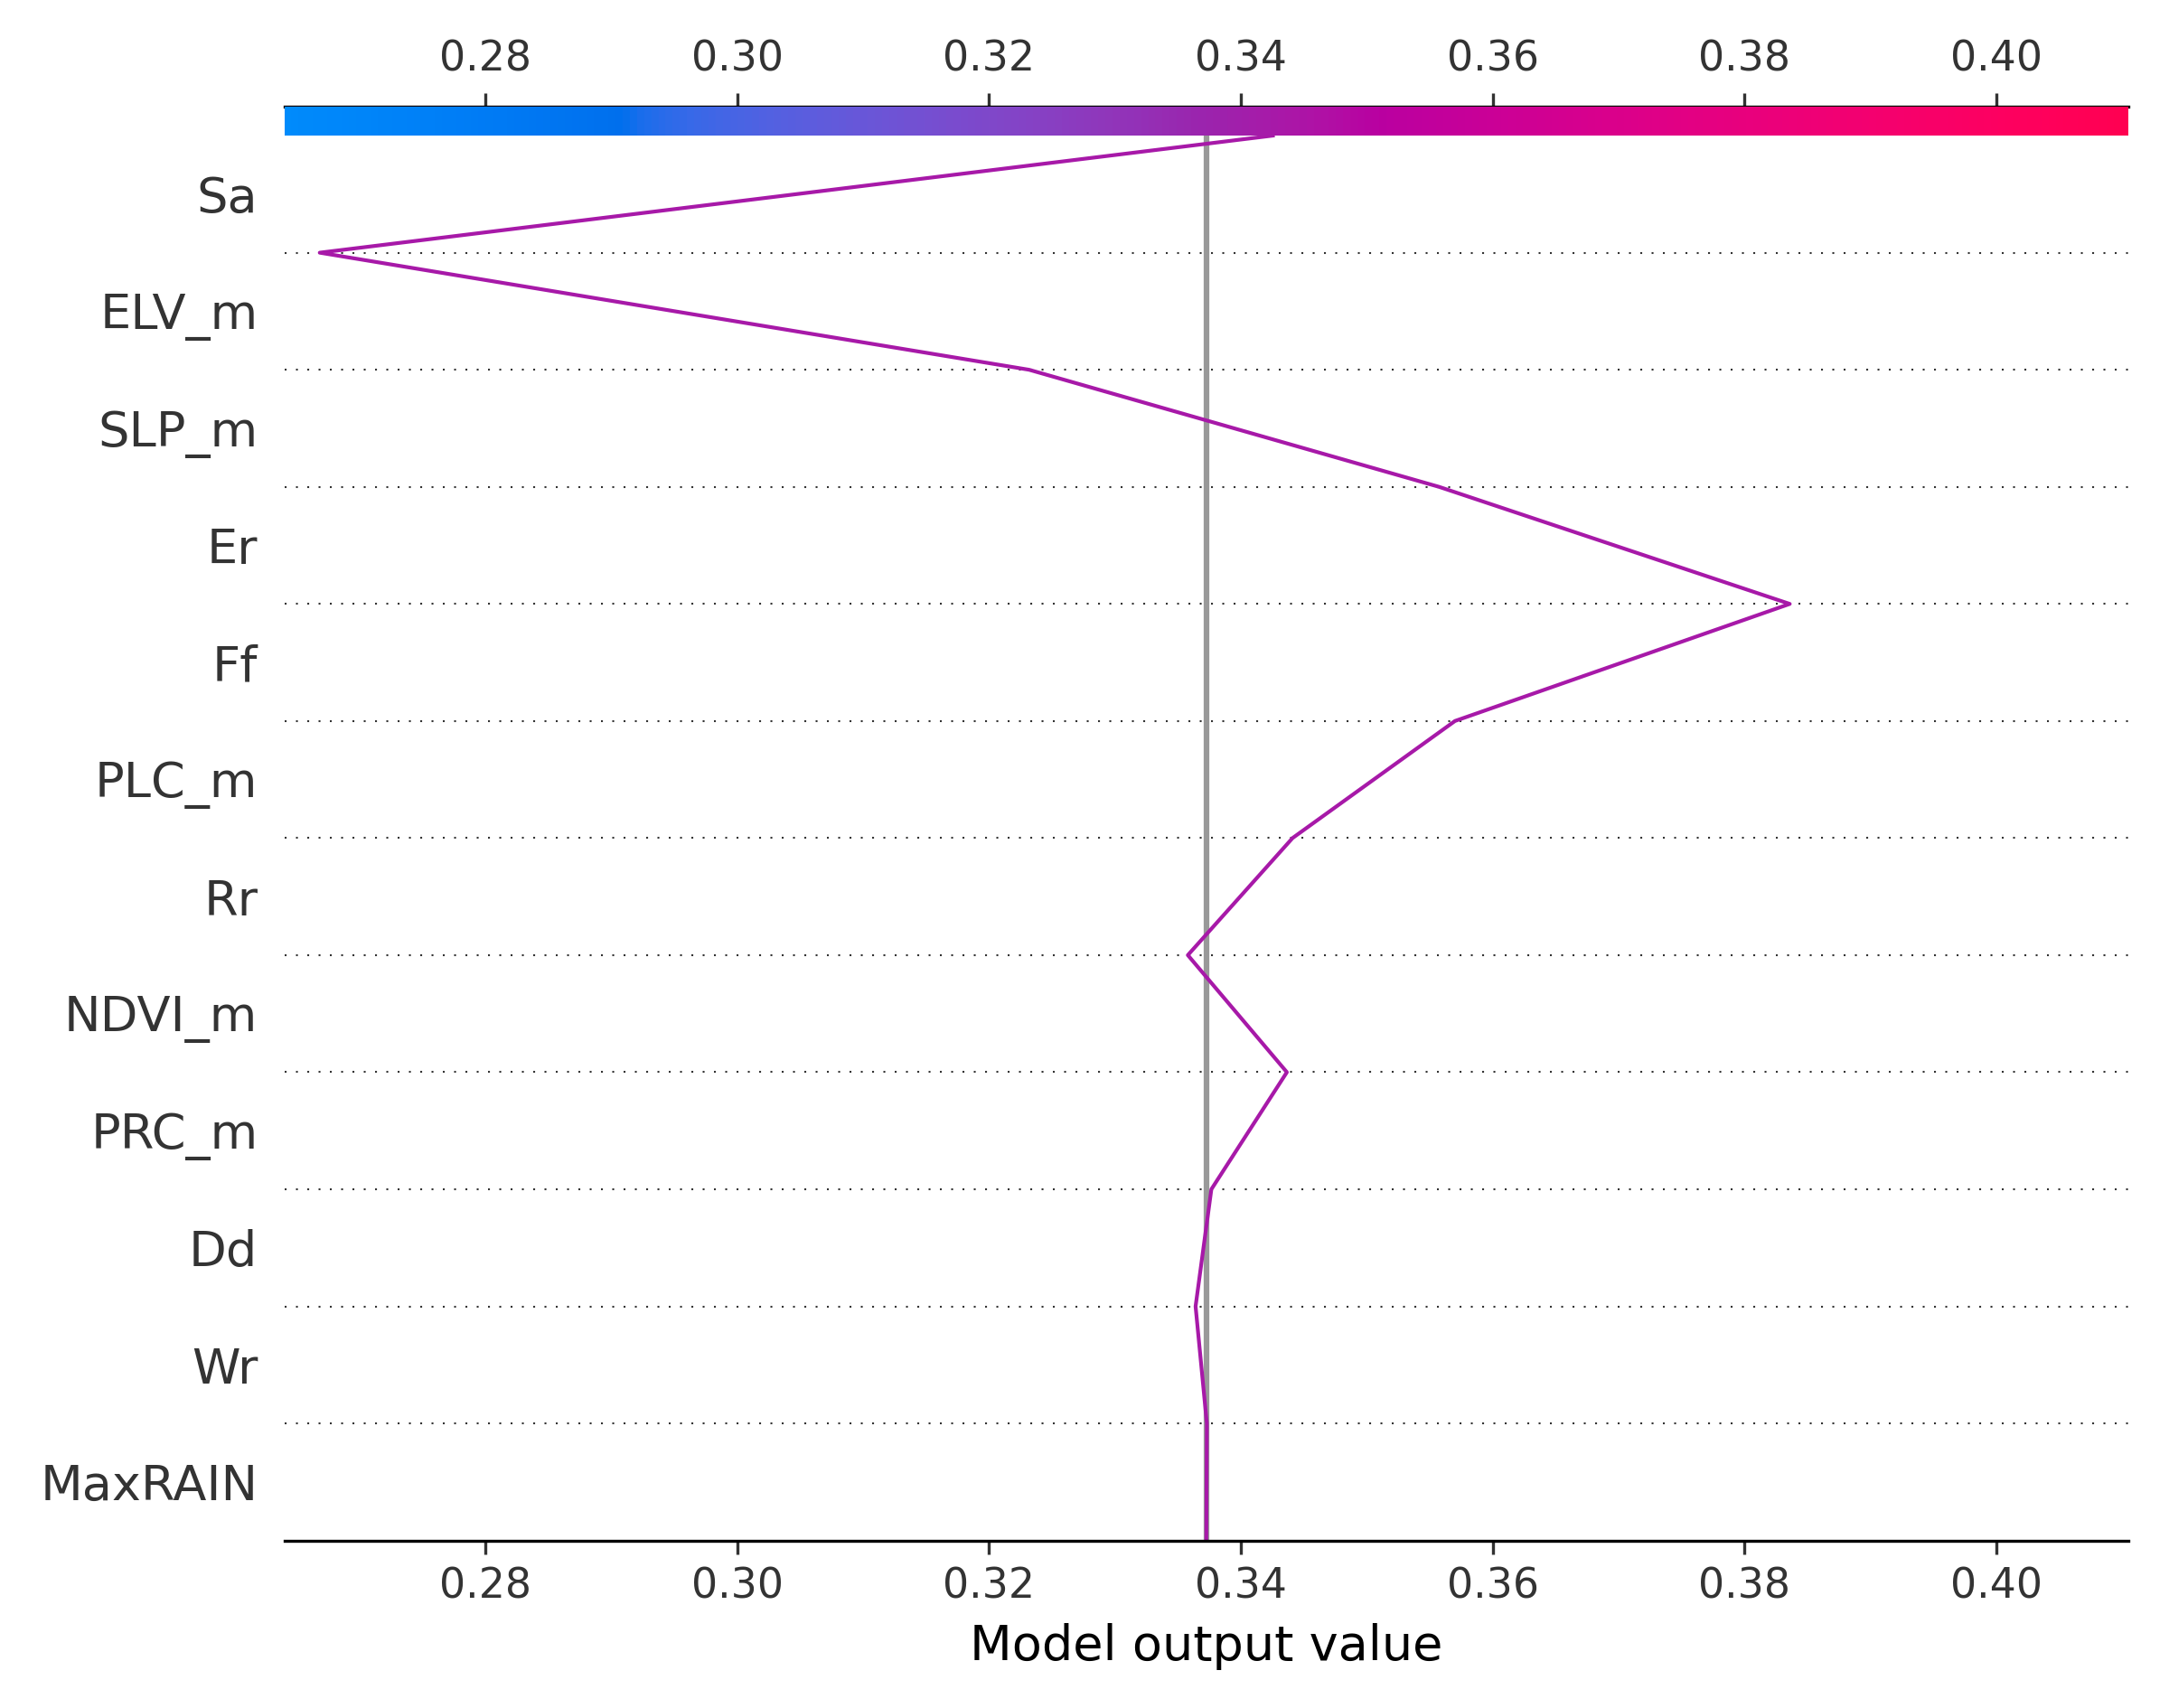 0.28 0.30 0.32 0.34 0.36 0.38 0.40
Sa
ELV_m
SLP_m
Er
Ff
PLC_m
Rr
NDVI_m
PRC_m
Dd
Wr
MaxRAIN
0.28 0.30 0.32 0.34 0.36 0.38 0.40
Model output value